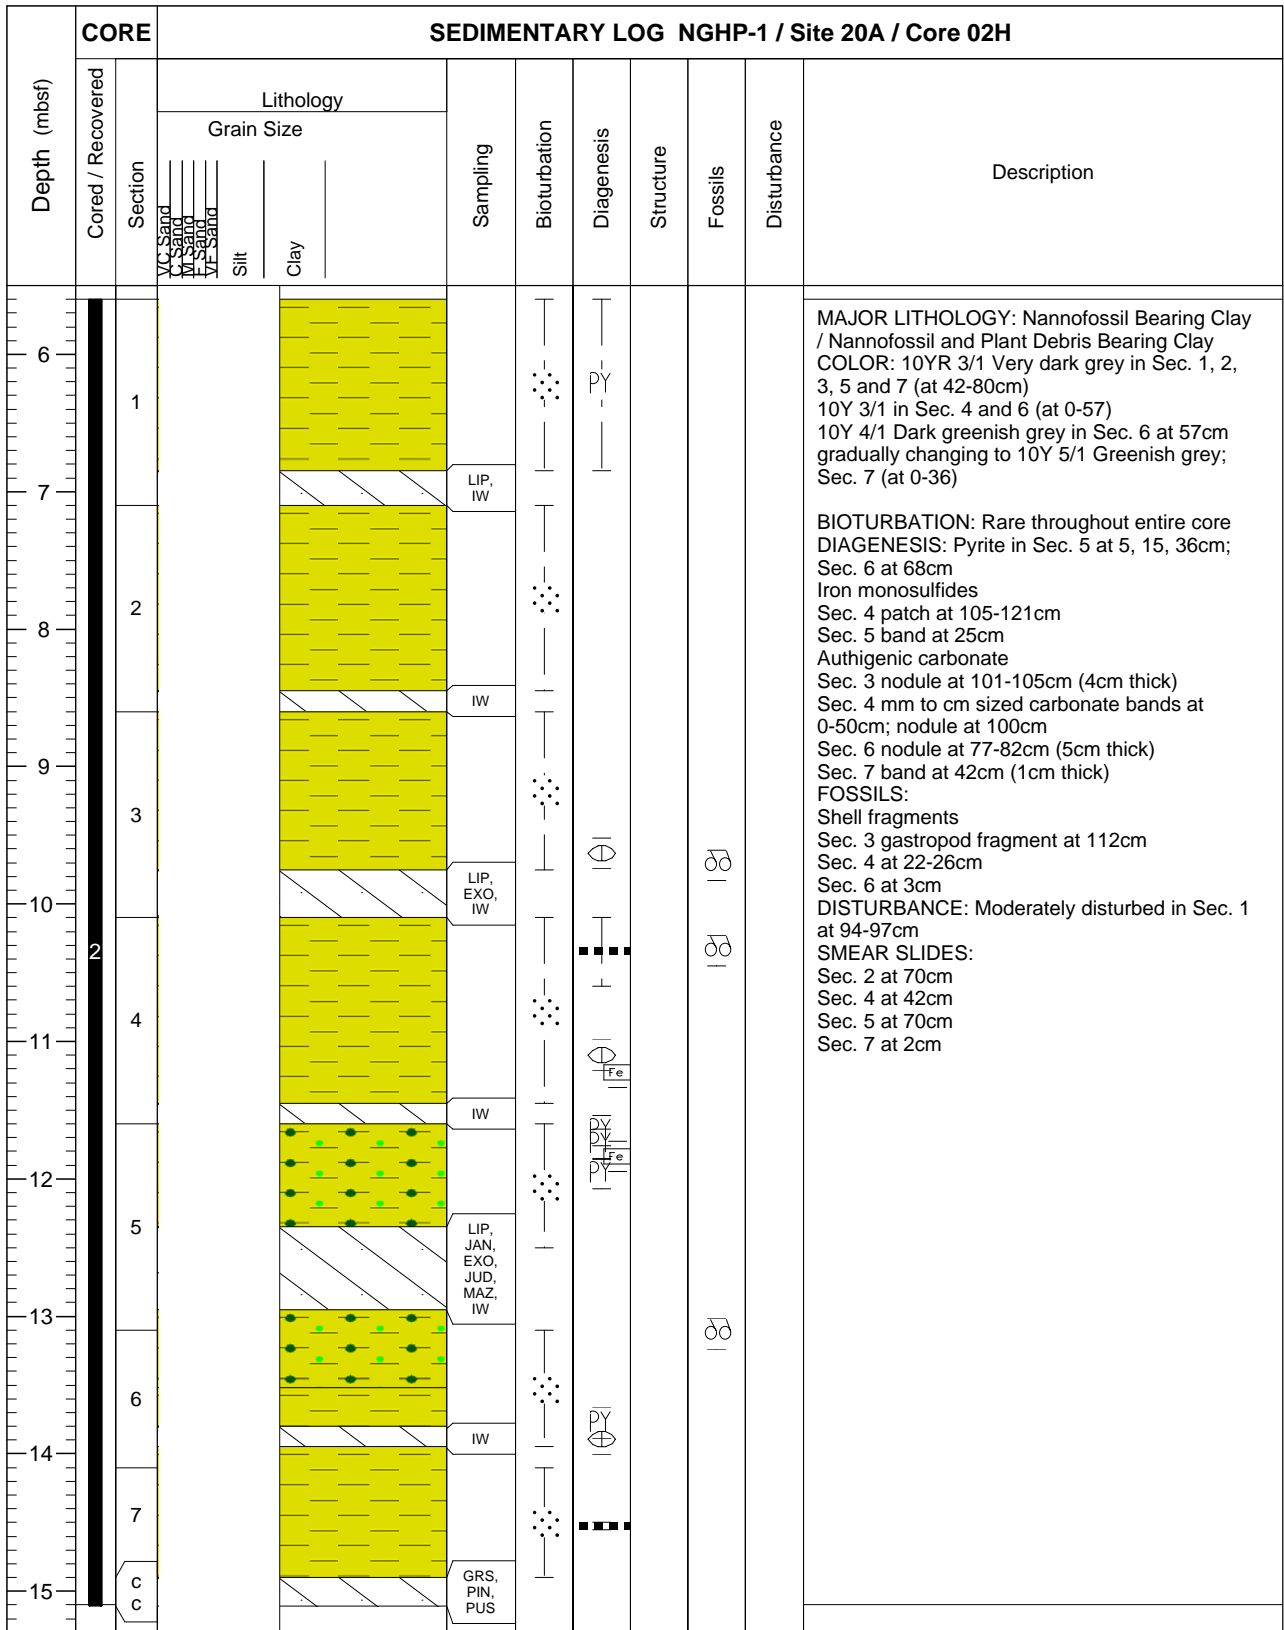 CORE
SEDIMENTARY LOG NGHP-1 / Site 20A / Core 02H
Depth (mbsf)
Cored / Recovered
Section
Lithology
Grain Size
VC Sand
C Sand
M Sand
F Sand
VF Sand
Silt
Clay
Sampling
Bioturbation
Diagenesis
Structure
Fossils
Disturbance
Description
MAJOR LITHOLOGY: Nannofossil Bearing Clay
/ Nannofossil and Plant Debris Bearing Clay
COLOR: 10YR 3/1 Very dark grey in Sec. 1, 2,
3, 5 and 7 (at 42-80cm)
10Y 3/1 in Sec. 4 and 6 (at 0-57)
10Y 4/1 Dark greenish grey in Sec. 6 at 57cm
gradually changing to 10Y 5/1 Greenish grey;
Sec. 7 (at 0-36)
BIOTURBATION: Rare throughout entire core
DIAGENESIS: Pyrite in Sec. 5 at 5, 15, 36cm;
Sec. 6 at 68cm
Iron monosulfides
Sec. 4 patch at 105-121cm
Sec. 5 band at 25cm
Authigenic carbonate
Sec. 3 nodule at 101-105cm (4cm thick)
Sec. 4 mm to cm sized carbonate bands at
0-50cm; nodule at 100cm
Sec. 6 nodule at 77-82cm (5cm thick)
Sec. 7 band at 42cm (1cm thick)
FOSSILS:
Shell fragments
Sec. 3 gastropod fragment at 112cm
Sec. 4 at 22-26cm
Sec. 6 at 3cm
DISTURBANCE: Moderately disturbed in Sec. 1
at 94-97cm
SMEAR SLIDES:
Sec. 2 at 70cm
Sec. 4 at 42cm
Sec. 5 at 70cm
Sec. 7 at 2cm
6
1
PY
7
LIP,
IW
2
8
IW
9
3
LIP,
EXO,
IW
10
2
4
11
Fe
IW
PY
PY
Fe
PY
12
5
LIP,
JAN,
EXO,
JUD,
MAZ,
IW
13
6
PY
IW
14
7
c
c
GRS,
PIN,
PUS
15